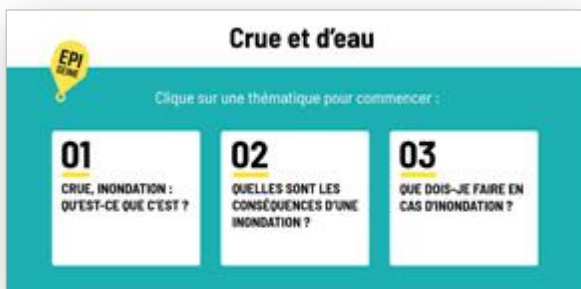 Crue et d'eau
EPI
SEINE
Clique sur une thématique pour commencer :
01
CRUE, INONDATION :
QU'EST-CE QUE C'EST ?
02
QUELLES SONT LES
CONSÉQUENCES D'UNE
INONDATION ?
03
QUE DOIS-JE FAIRE EN
CAS D'INONDATION ?